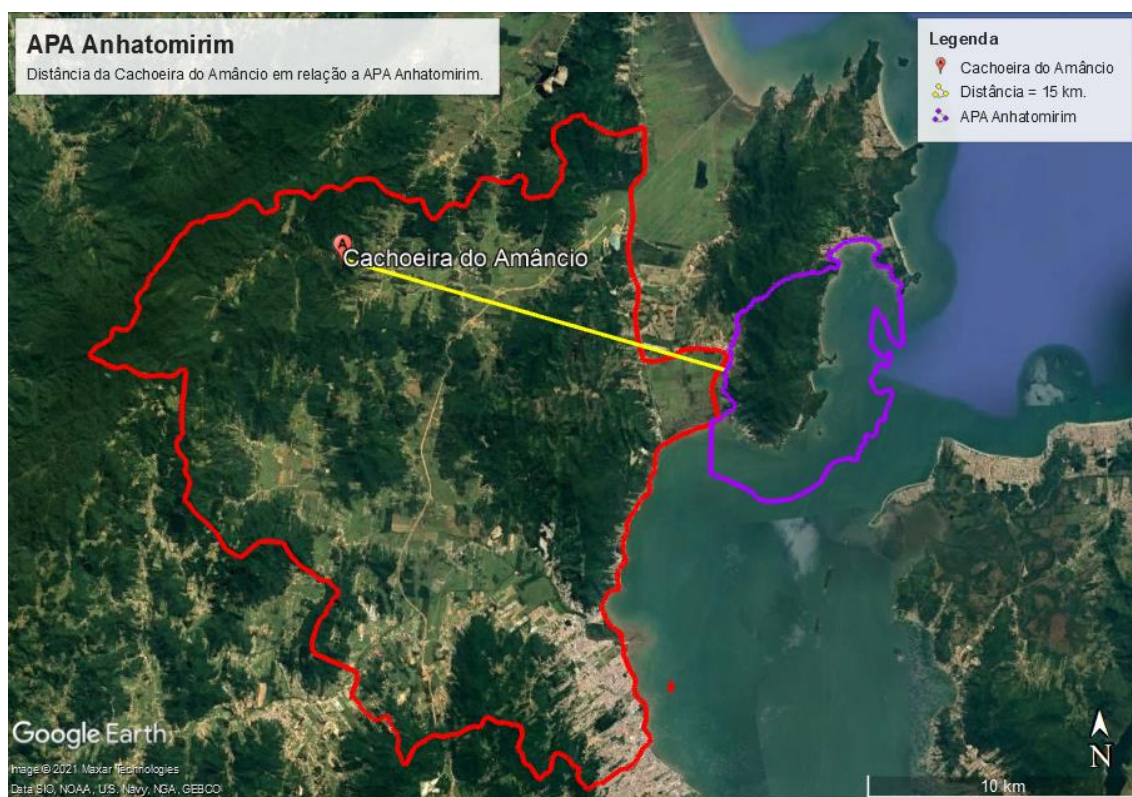 APA Anhatomirim
Distância da Cachoeira do Amâncio em relação a APA Anhatomirim.
Legenda
Cachoeira do Amâncio
Distância = 15 km.
APA Anhatomirim
A
Cachoeira do Amâncio
Google Earth
Image © 2021 Maxar Technologies
Data SIO, NOAA, U.S. Navy, NGA, GEBCO
N
10 km